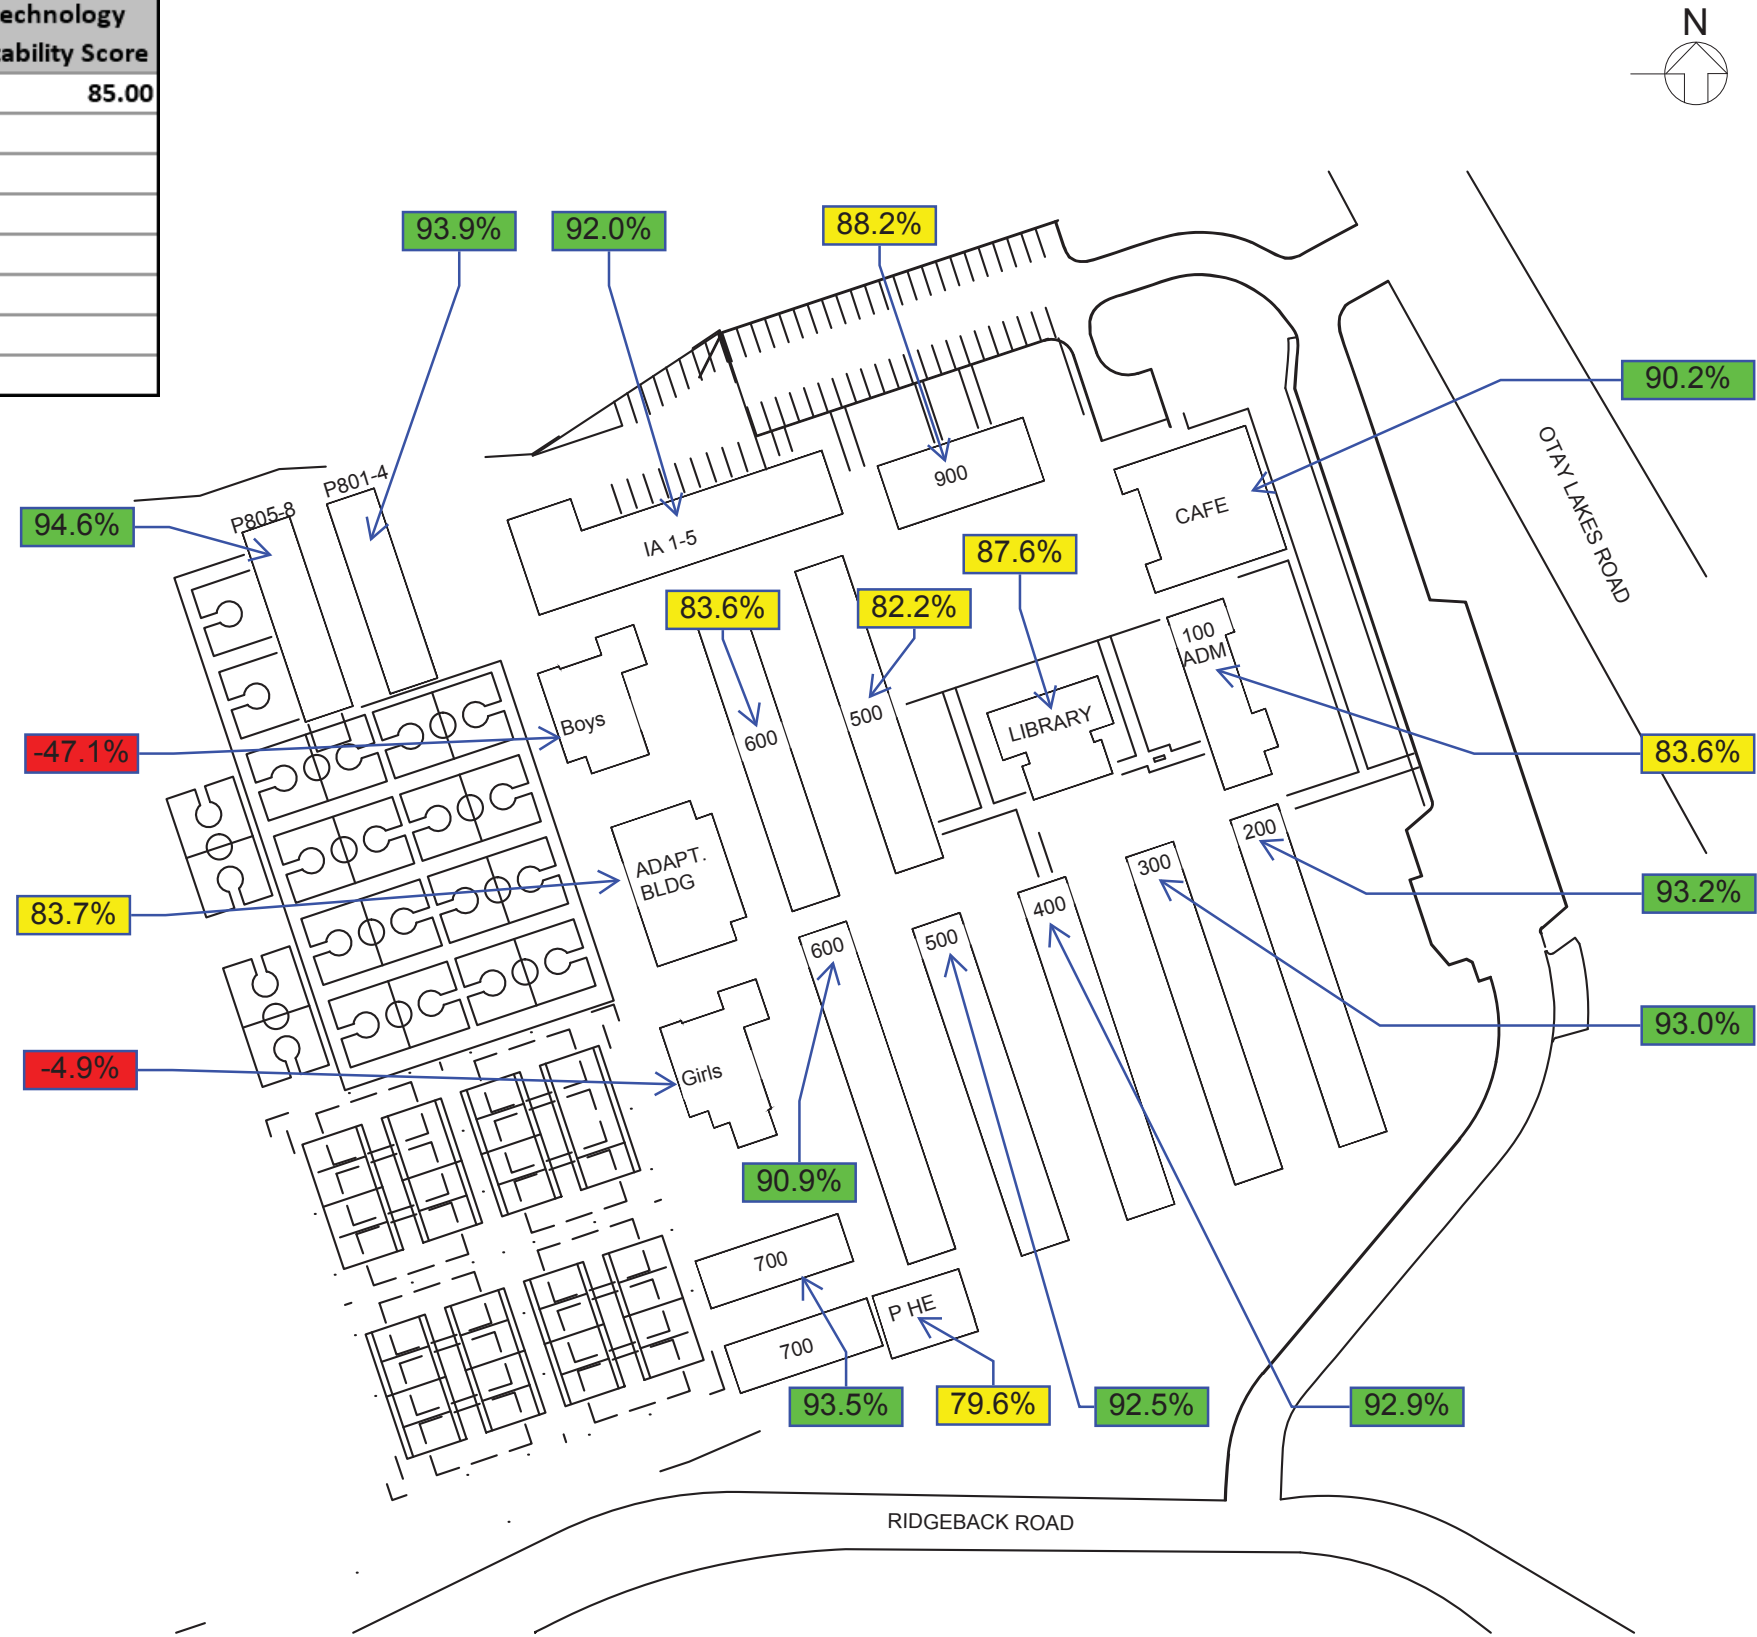 echnology
ability Score
85.00
N
93.9%
92.0%
88.2%
90.2%
OTAY LAKES ROAD
P801-4
P805-8
94.6%
900
CAFE
IA 1-5
87.6%
83.6%
82.2%
100
ADM
Boys
600
500
LIBRARY
-47.1%
83.6%
200
300
ADAPT.
BLDG
83.7%
93.2%
400
600
500
93.0%
-4.9%
Girls
90.9%
700
P HE
700
93.5%
79.6%
92.5%
92.9%
RIDGEBACK ROAD